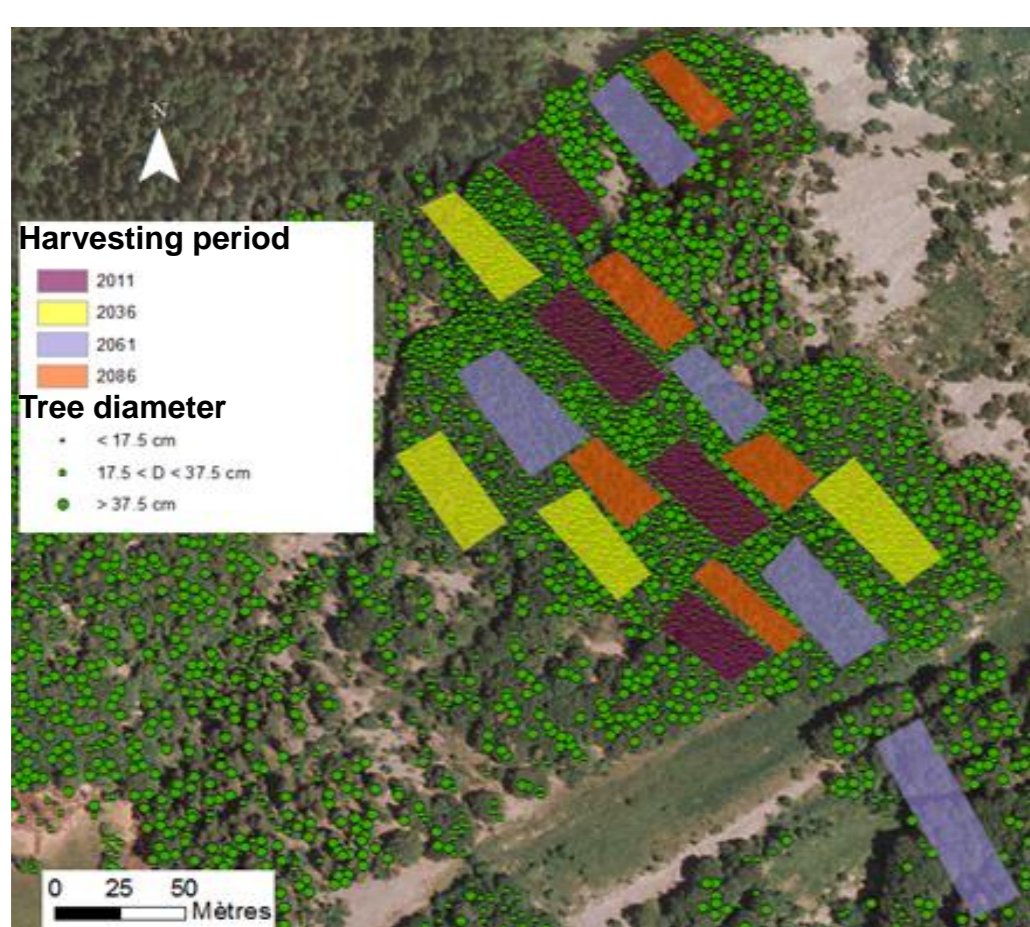 N
Harvesting period
2011
2036
2061
2086
Tree diameter
< 17.5 cm
17.5 < D < 37.5 cm
> 37.5 cm
0 25 50
Mètres